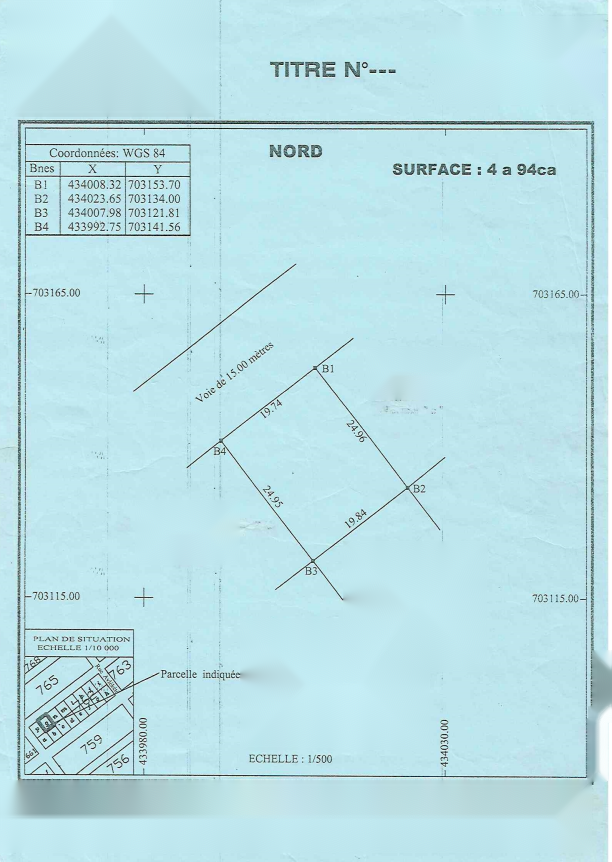 TITRE N°---
NORD
SURFACE : 4 a 94ca
Coordonnées: WGS 84
Bnes X Y
B1 434008.32 703153.70
B2 434023.65 703134.00
B3 434007.98 703121.81
B4 433992.75 703141.56
703165.00 703165.00
Voie de 15.00 mètres
B1
19.74
24.96
B4
24.95
B2
19.84
B3
703115.00 703115.00
PLAN DE SITUATION
ECHELLE 1/10 000
768
763
765
Parcelle indiquée
759
756
433980.00
434030.00
ECHELLE : 1/500